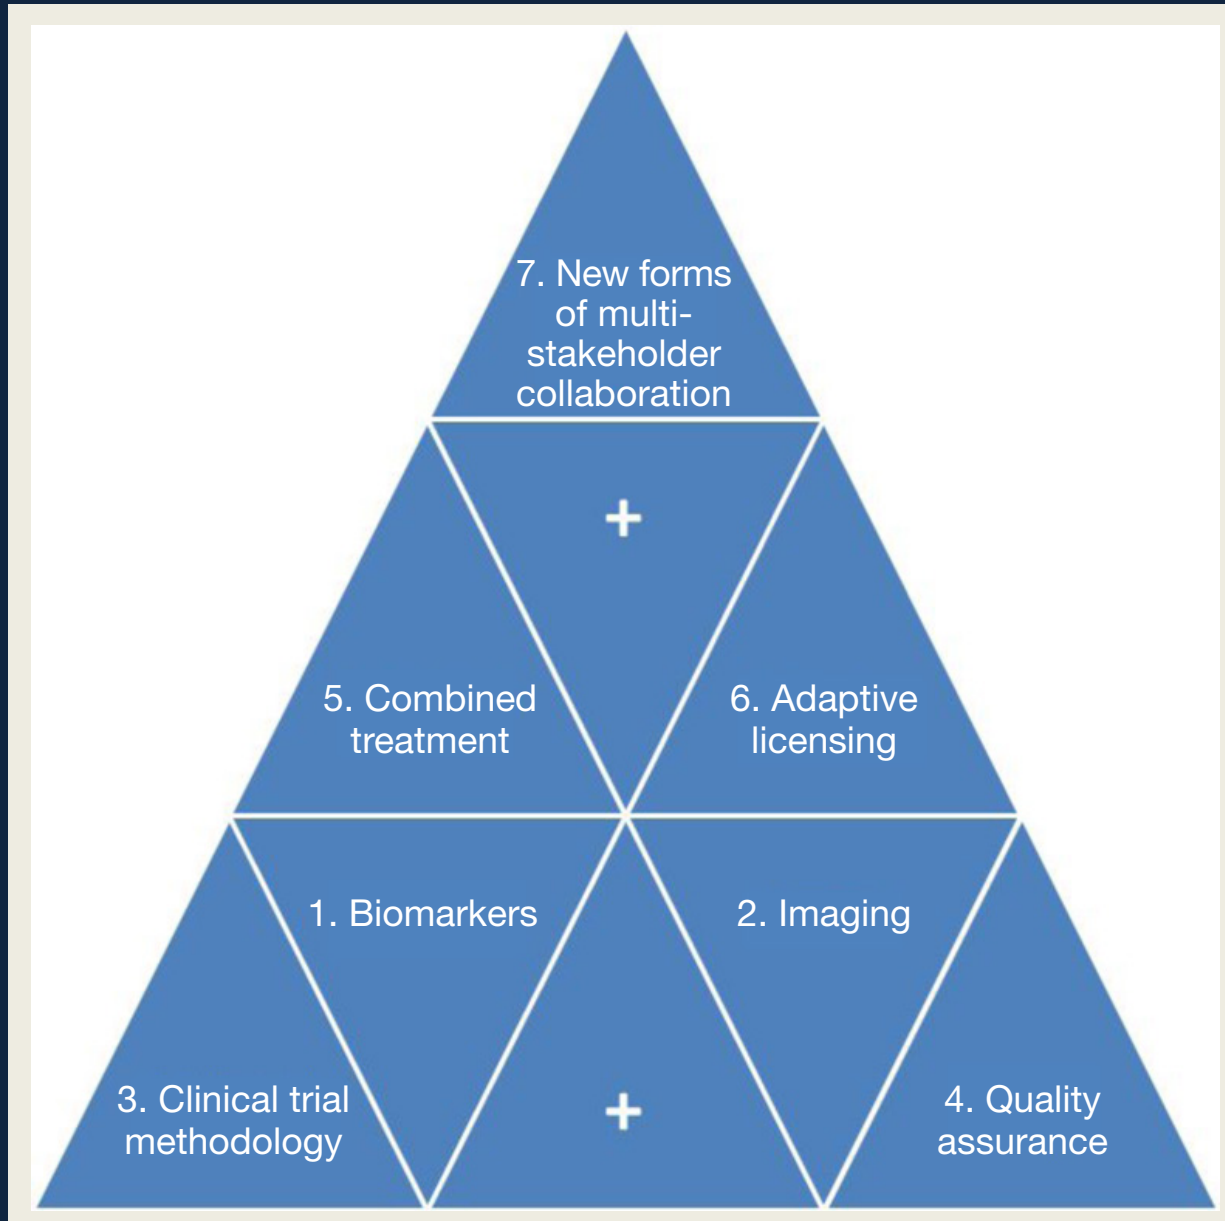 7. New forms
of multi-
stakeholder
collaboration
+
5. Combined
treatment
6. Adaptive
licensing
1. Biomarkers
2. Imaging
3. Clinical trial
methodology
+
4. Quality
assurance